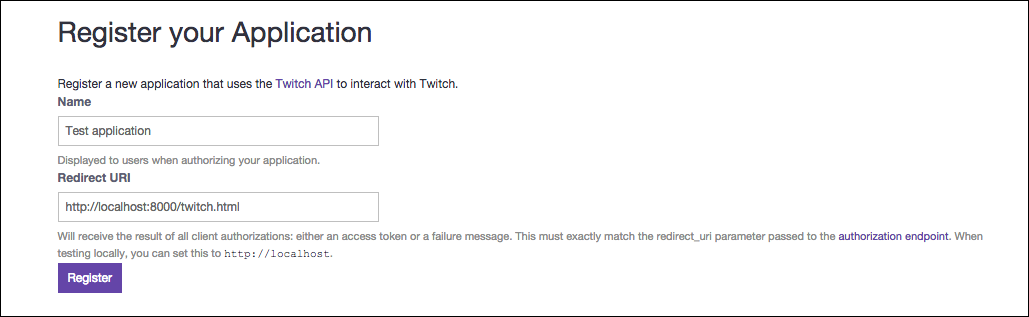 Register your Application
Register a new application that uses the Twitch API to interact with Twitch.
Name
Test application
Displayed to users when authorizing your application.
Redirect URI
http://localhost:8000/twitch.html
Will receive the result of all client authorizations: either an access token or a failure message. This must exactly match the redirect_uri parameter passed to the authorization endpoint. When
testing locally, you can set this to http://localhost.
Register